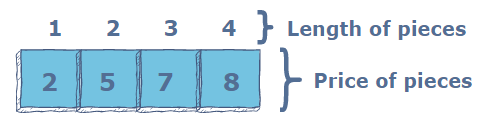 1 2 3 4 } Length of pieces
2 5 7 8 } Price of pieces